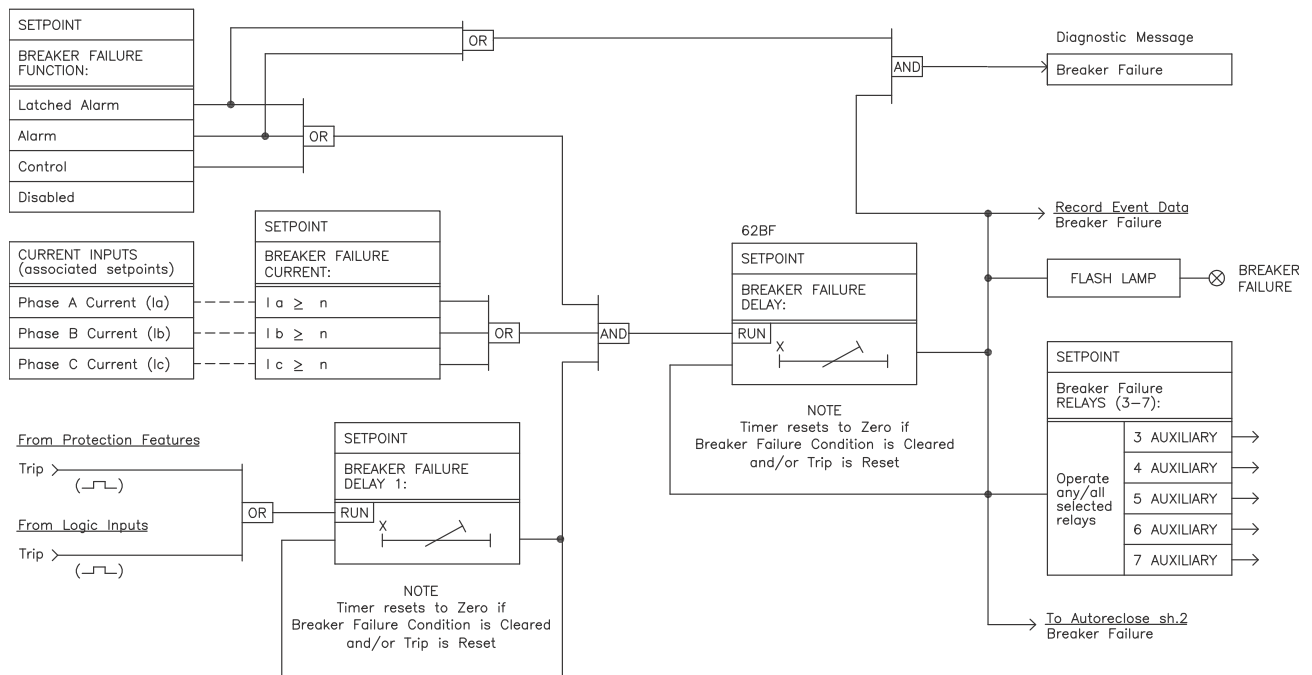 SETPOINT
BREAKER FAILURE
FUNCTION:
Latched Alarm
Alarm
Control
Disabled
OR
OR
AND
Diagnostic Message
Breaker Failure
CURRENT INPUTS
(associated setpoints)
Phase A Current (Ia)
Phase B Current (Ib)
Phase C Current (Ic)
SETPOINT
BREAKER FAILURE
CURRENT:
Ia ≥ n
Ib ≥ n
Ic ≥ n
OR
AND
62BF
SETPOINT
BREAKER FAILURE
DELAY:
RUN
X
NOTE
Timer resets to Zero if
Breaker Failure Condition is Cleared
and/or Trip is Reset
Record Event Data
Breaker Failure
FLASH LAMP
BREAKER
FAILURE
SETPOINT
Breaker Failure
RELAYS (3–7):
Operate
any/all
selected
relays
3 AUXILIARY
4 AUXILIARY
5 AUXILIARY
6 AUXILIARY
7 AUXILIARY
To Autoreclose sh.2
Breaker Failure
From Protection Features
Trip
From Logic Inputs
Trip
OR
SETPOINT
BREAKER FAILURE
DELAY 1:
RUN
X
NOTE
Timer resets to Zero if
Breaker Failure Condition is Cleared
and/or Trip is Reset